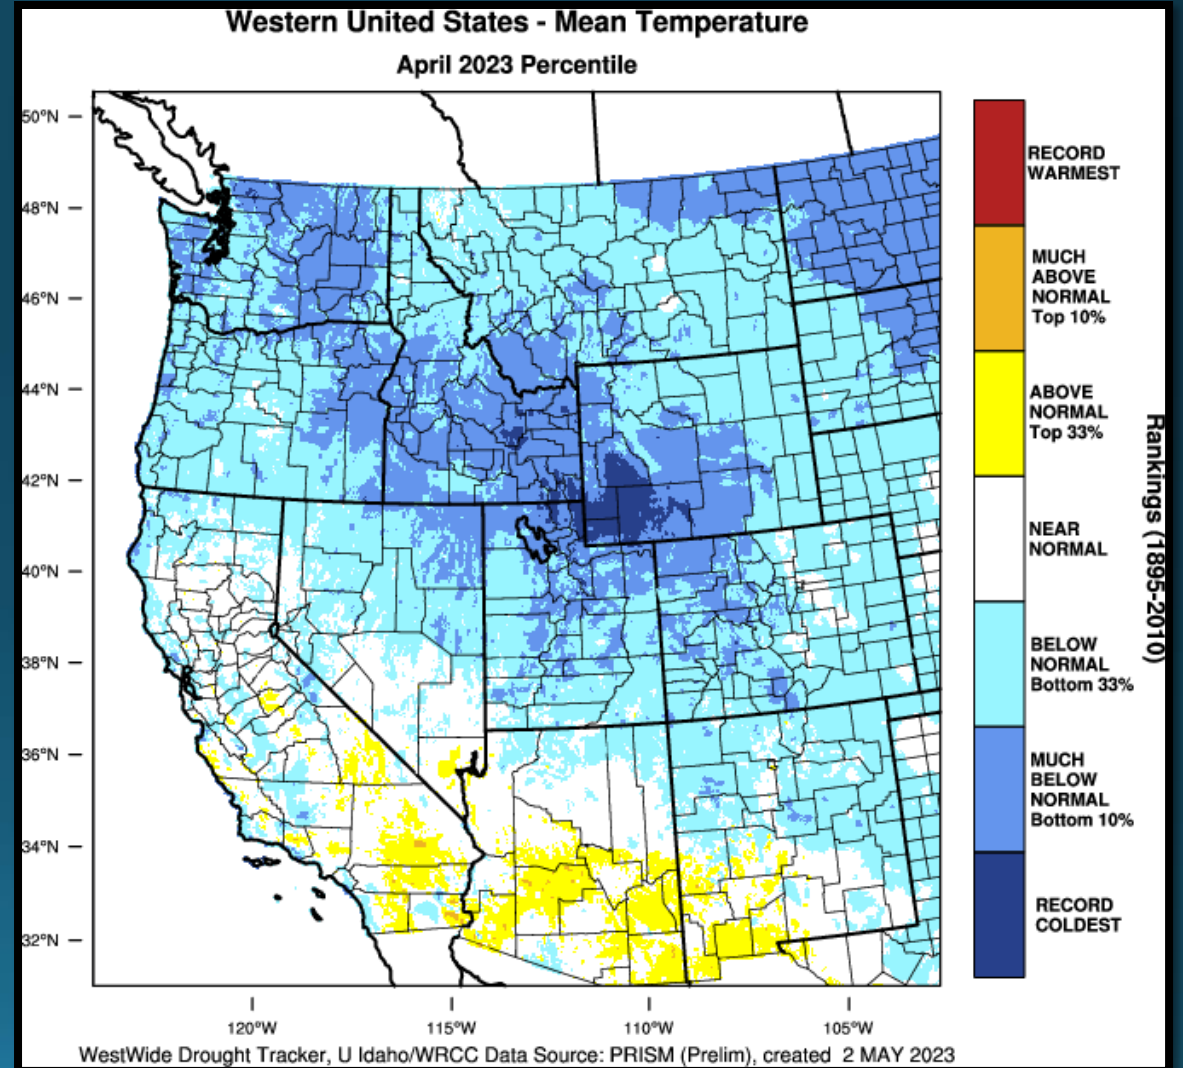 Western United States - Mean Temperature
April 2023 Percentile
50°N
48°N
46°N
44°N
42°N
40°N
38°N
36°N
34°N
32°N
120°W
115°W
110°W
105°W
RECORD
WARMEST
MUCH
ABOVE
NORMAL
Top 10%
ABOVE
NORMAL
Top 33%
NEAR
NORMAL
BELOW
NORMAL
Bottom 33%
MUCH
BELOW
NORMAL
Bottom 10%
RECORD
COLDEST
Rankings (1895-2010)
WestWide Drought Tracker, U Idaho/WRCC Data Source: PRISM (Prelim), created 2 MAY 2023